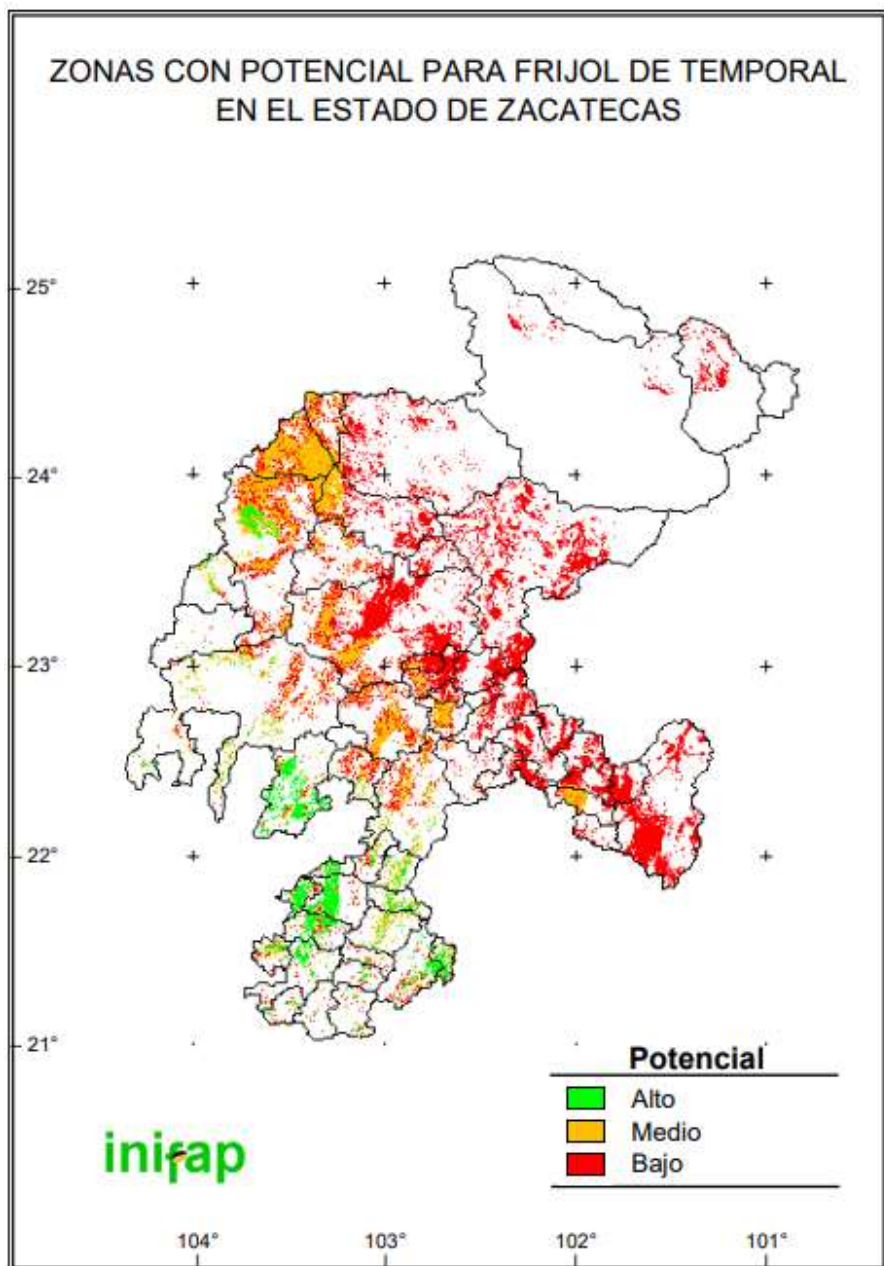 ZONAS CON POTENCIAL PARA FRIJOL DE TEMPORAL
EN EL ESTADO DE ZACATECAS
25°
24°
23°
22°
21°
Potencial
Alto
Medio
Bajo
inifap
104°
103°
102°
101°